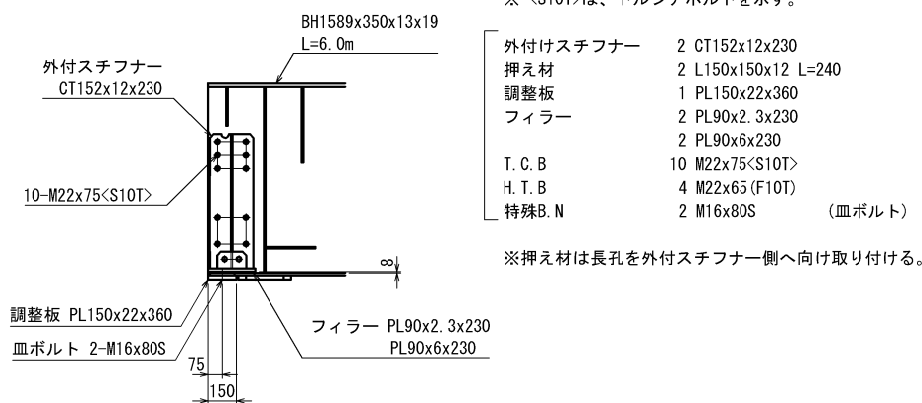 ※ <S10T>は、トルシアボルトを示す。
BH1589x350x13x19
L=6.0m
外付スチフナー
CT152x12x230
10-M22x75<S10T>
調整板 PL150x22x360
皿ボルト 2-M16x80S
75
150
8
フィラー PL90x2.3x230
PL90x6x230
外付けスチフナー 2 CT152x12x230
押え材 2 L150x150x12 L=240
調整板 1 PL150x22x360
フィラー 2 PL90x2.3x230
2 PL90x6x230
T.C.B 10 M22x75<S10T>
H.T.B 4 M22x65(F10T)
特殊B.N 2 M16x80S (皿ボルト)
※押え材は長孔を外付スチフナー側へ向け取り付ける。